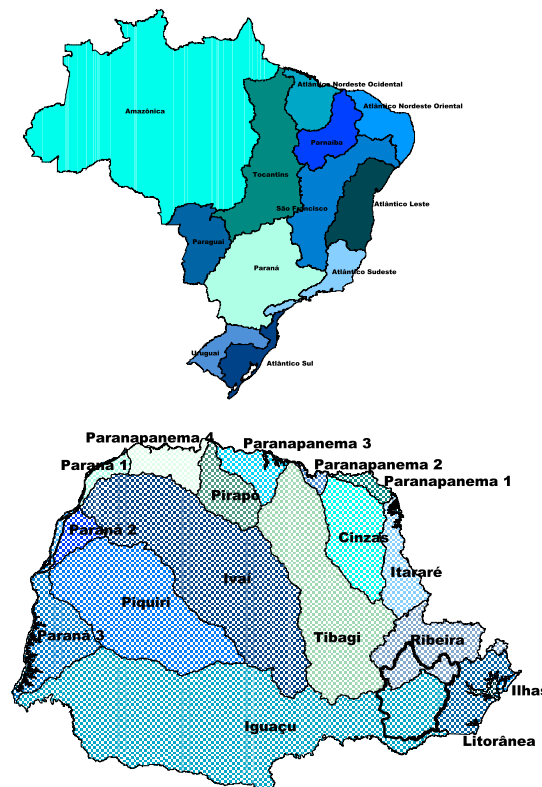 Atlântico Nordeste Ocidental
Atlântico Nordeste Oriental
Amazônica
Parnaíba
Tocantins
Atlântico Leste
São Francisco
Paraguai
Paraná
Atlântico Sudeste
Uruguai
Atlântico Sul
Paranapanema 4
Paranapanema 3
Paraná 1
Paranapanema 2
Paranapanema 1
Pirapó
Paraná 2
Cinzas
Itararé
Ivaí
Piquiri
Paraná 3
Tibagi
Ribeira
Ilhas
Iguaçu
Litorânea